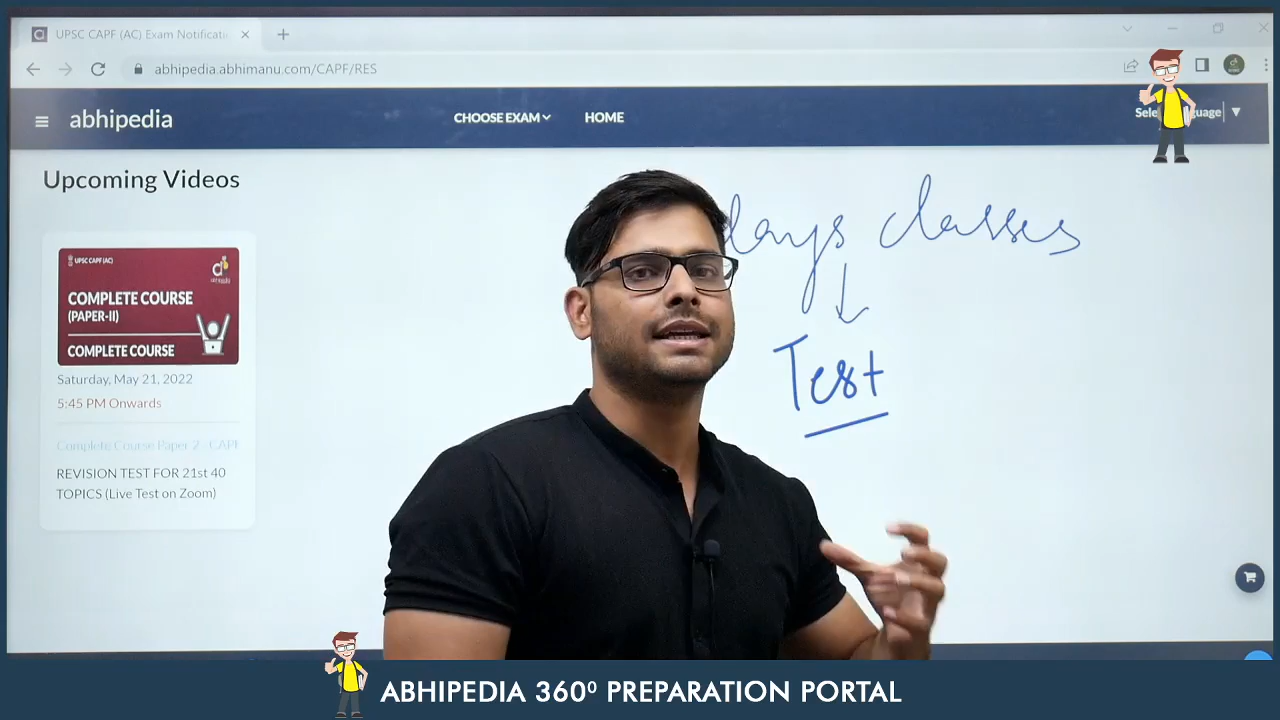 UPSC CAPF (AC) Exam Notificati
abhipedia.abhimanu.com/CAPF/RES
abhipedia
CHOOSE EXAM
HOME
Upcoming Videos
UPSC CAPF (AC)
COMPLETE COURSE
(PAPER-II)
COMPLETE COURSE
Saturday, May 21, 2022
5:45 PM Onwards
Complete Course Paper 2 - CAPF
REVISION TEST FOR 21st 40
TOPICS (Live Test on Zoom)
days classes
Test
ABHIPEDIA 360⁰ PREPARATION PORTAL